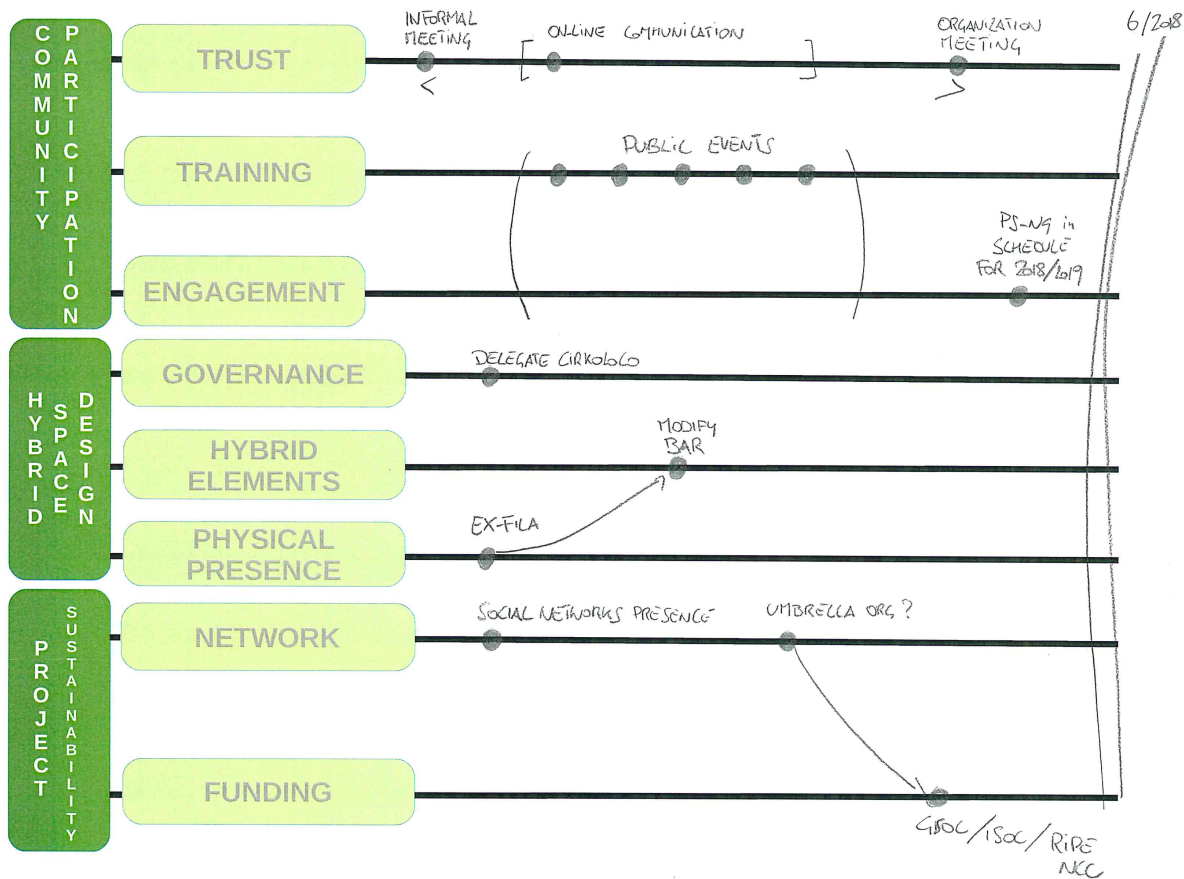 COMMUNITY
PARTICIPATION
TRUST
INFORMAL
MEETING
ON-LINE COMMUNICATION
ORGANIZATION
MEETING
6/2018
TRAINING
PUBLIC EVENTS
ENGAGEMENT
PS-NG in
SCHEDULE
FOR 2018/2019
HYBRID
SPACE
DESIGN
GOVERNANCE
DELEGATE CIRKOLOCO
HYBRID
ELEMENTS
MODIFY
BAR
PHYSICAL
PRESENCE
EX-FILA
PROJECT
SUSTAINABILITY
NETWORK
SOCIAL NETWORKS PRESENCE
UMBRELLA ORG?
FUNDING
/ISOC/RIPE
NCC